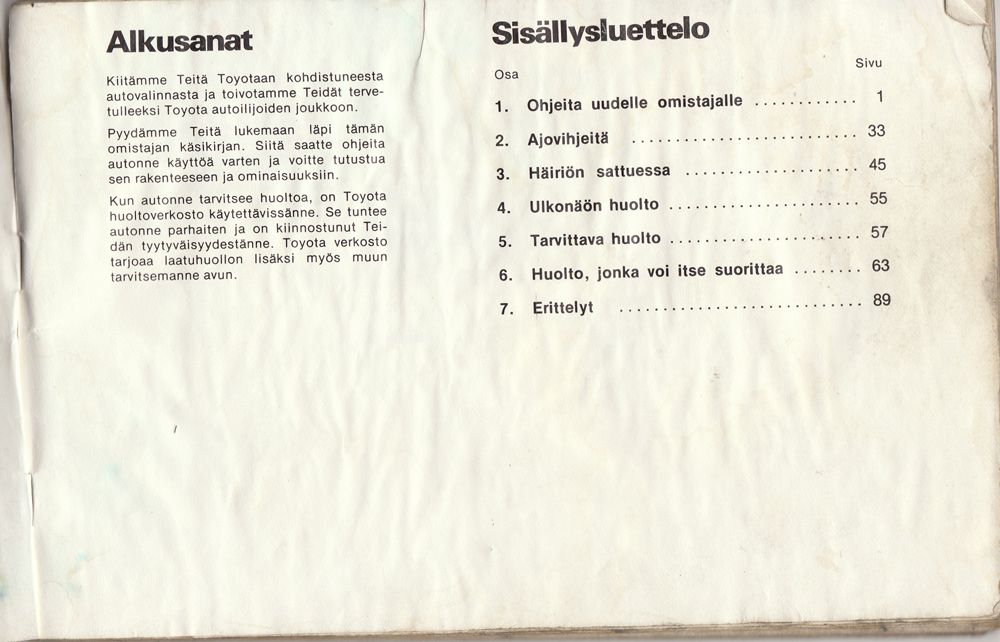 Alkusanat
Kiitämme Teitä Toyotaan kohdistuneesta
autovalinnasta ja toivotamme Teidät terve-
tulleeksi Toyota autoilijoiden joukkoon.
Pyydämme Teitä lukemaan läpi tämän
omistajan käsikirjan. Siitä saatte ohjeita
autonne käyttöä varten ja voitte tutustua
sen rakenteeseen ja ominaisuuksiin.
Kun autonne tarvitsee huoltoa, on Toyota
huoltoverkosto käytettävissänne. Se tuntee
autonne parhaiten ja on kiinnostunut Tei-
dän tyytyväisyydestänne. Toyota verkosto
tarjoaa laatuhuollon lisäksi myös muun
tarvitsemanne avun.
Sisällysluettelo
Osa Sivu
1. Ohjeita uudelle omistajalle ............ 1
2. Ajovihjeitä .......................... 33
3. Häiriön sattuessa .................... 45
4. Ulkonäön huolto ...................... 55
5. Tarvittava huolto ...................... 57
6. Huolto, jonka voi itse suorittaa ........ 63
7. Erittelyt ............................ 89